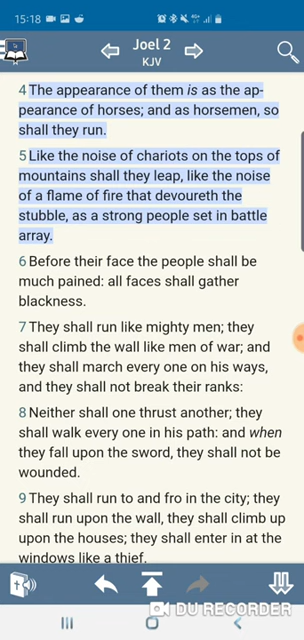 15:18
Joel 2
KJV
4 The appearance of them is as the ap-
pearance of horses; and as horsemen, so
shall they run.
5 Like the noise of chariots on the tops of
mountains shall they leap, like the noise
of a flame of fire that devoureth the
stubble, as a strong people set in battle
array.
6 Before their face the people shall be
much pained: all faces shall gather
blackness.
7 They shall run like mighty men; they
shall climb the wall like men of war; and
they shall march every one on his ways,
and they shall not break their ranks:
8 Neither shall one thrust another; they
shall walk every one in his path: and when
they fall upon the sword, they shall not be
wounded.
9 They shall run to and fro in the city; they
shall run upon the wall, they shall climb up
upon the houses; they shall enter in at the
windows like a thief.
DU RECORDER